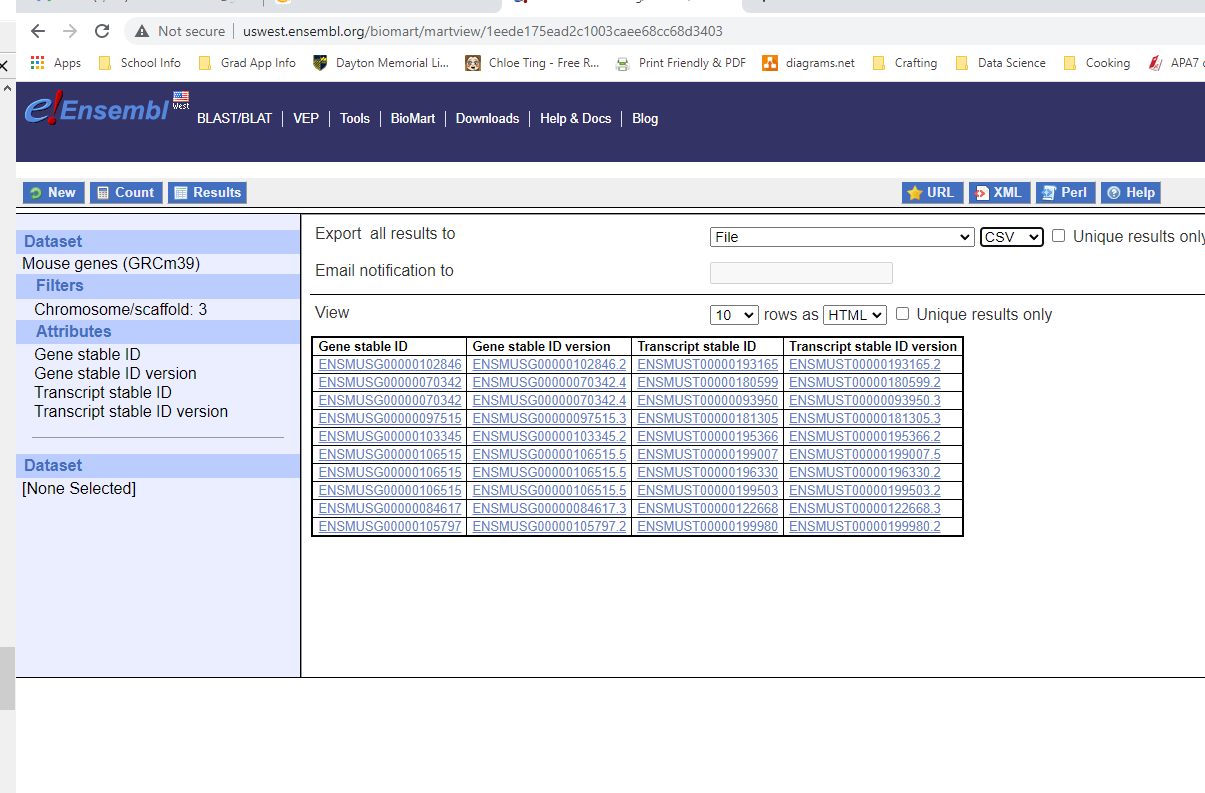 Not secure uswest.ensembl.org/biomart/martview/1eede175ead2c1003caee68cc68d3403
Apps School Info Grad App Info Dayton Memorial Li... Chloe Ting - Free R... Print Friendly & PDF diagrams.net Crafting Data Science Cooking APA7
e!Ensembl West
BLAST/BLAT VEP Tools BioMart Downloads Help & Docs Blog
New Count Results URL XML Perl Help
Dataset
Mouse genes (GRCm39)
Filters
Chromosome/scaffold: 3
Attributes
Gene stable ID
Gene stable ID version
Transcript stable ID
Transcript stable ID version
Dataset
[None Selected]
Export all results to File CSV Unique results only
Email notification to
View 10 rows as HTML Unique results only
Gene stable ID Gene stable ID version Transcript stable ID Transcript stable ID version
ENSMUSG00000102846 ENSMUSG00000102846.2 ENSMUST00000193165 ENSMUST00000193165.2
ENSMUSG00000070342 ENSMUSG00000070342.4 ENSMUST00000180599 ENSMUST00000180599.2
ENSMUSG00000070342 ENSMUSG00000070342.4 ENSMUST00000093950 ENSMUST00000093950.3
ENSMUSG00000097515 ENSMUSG00000097515.3 ENSMUST00000181305 ENSMUST00000181305.3
ENSMUSG00000103345 ENSMUSG00000103345.2 ENSMUST00000195366 ENSMUST00000195366.2
ENSMUSG00000106515 ENSMUSG00000106515.5 ENSMUST00000199007 ENSMUST00000199007.5
ENSMUSG00000106515 ENSMUSG00000106515.5 ENSMUST00000196330 ENSMUST00000196330.2
ENSMUSG00000106515 ENSMUSG00000106515.5 ENSMUST00000199503 ENSMUST00000199503.2
ENSMUSG00000084617 ENSMUSG00000084617.3 ENSMUST00000122668 ENSMUST00000122668.3
ENSMUSG00000105797 ENSMUSG00000105797.2 ENSMUST00000199980 ENSMUST00000199980.2